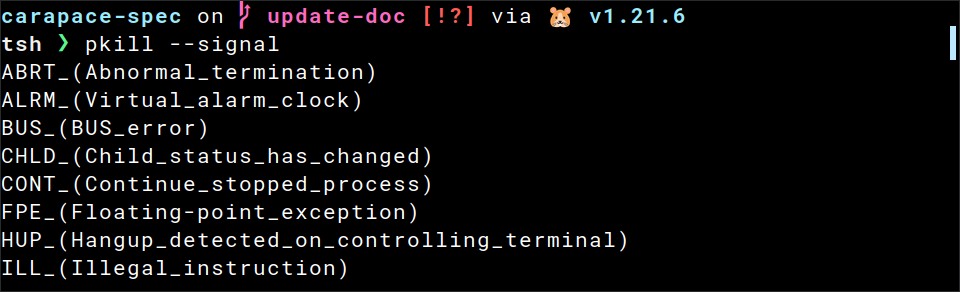 carapace-spec on update-doc [!?] via 🐹 v1.21.6
tsh ❯ pkill --signal
ABRT_(Abnormal_termination)
ALRM_(Virtual_alarm_clock)
BUS_(BUS_error)
CHLD_(Child_status_has_changed)
CONT_(Continue_stopped_process)
FPE_(Floating-point_exception)
HUP_(Hangup_detected_on_controlling_terminal)
ILL_(Illegal_instruction)